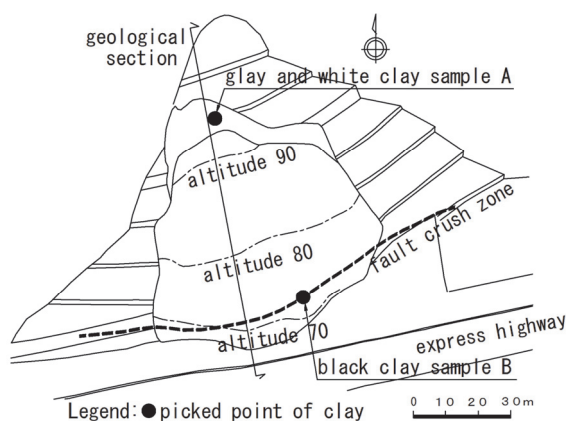 geological
section
glay and white clay sample A
altitude 90
altitude 80
fault crush zone
altitude 70
express highway
black clay sample B
Legend: ●picked point of clay
0 10 20 30m